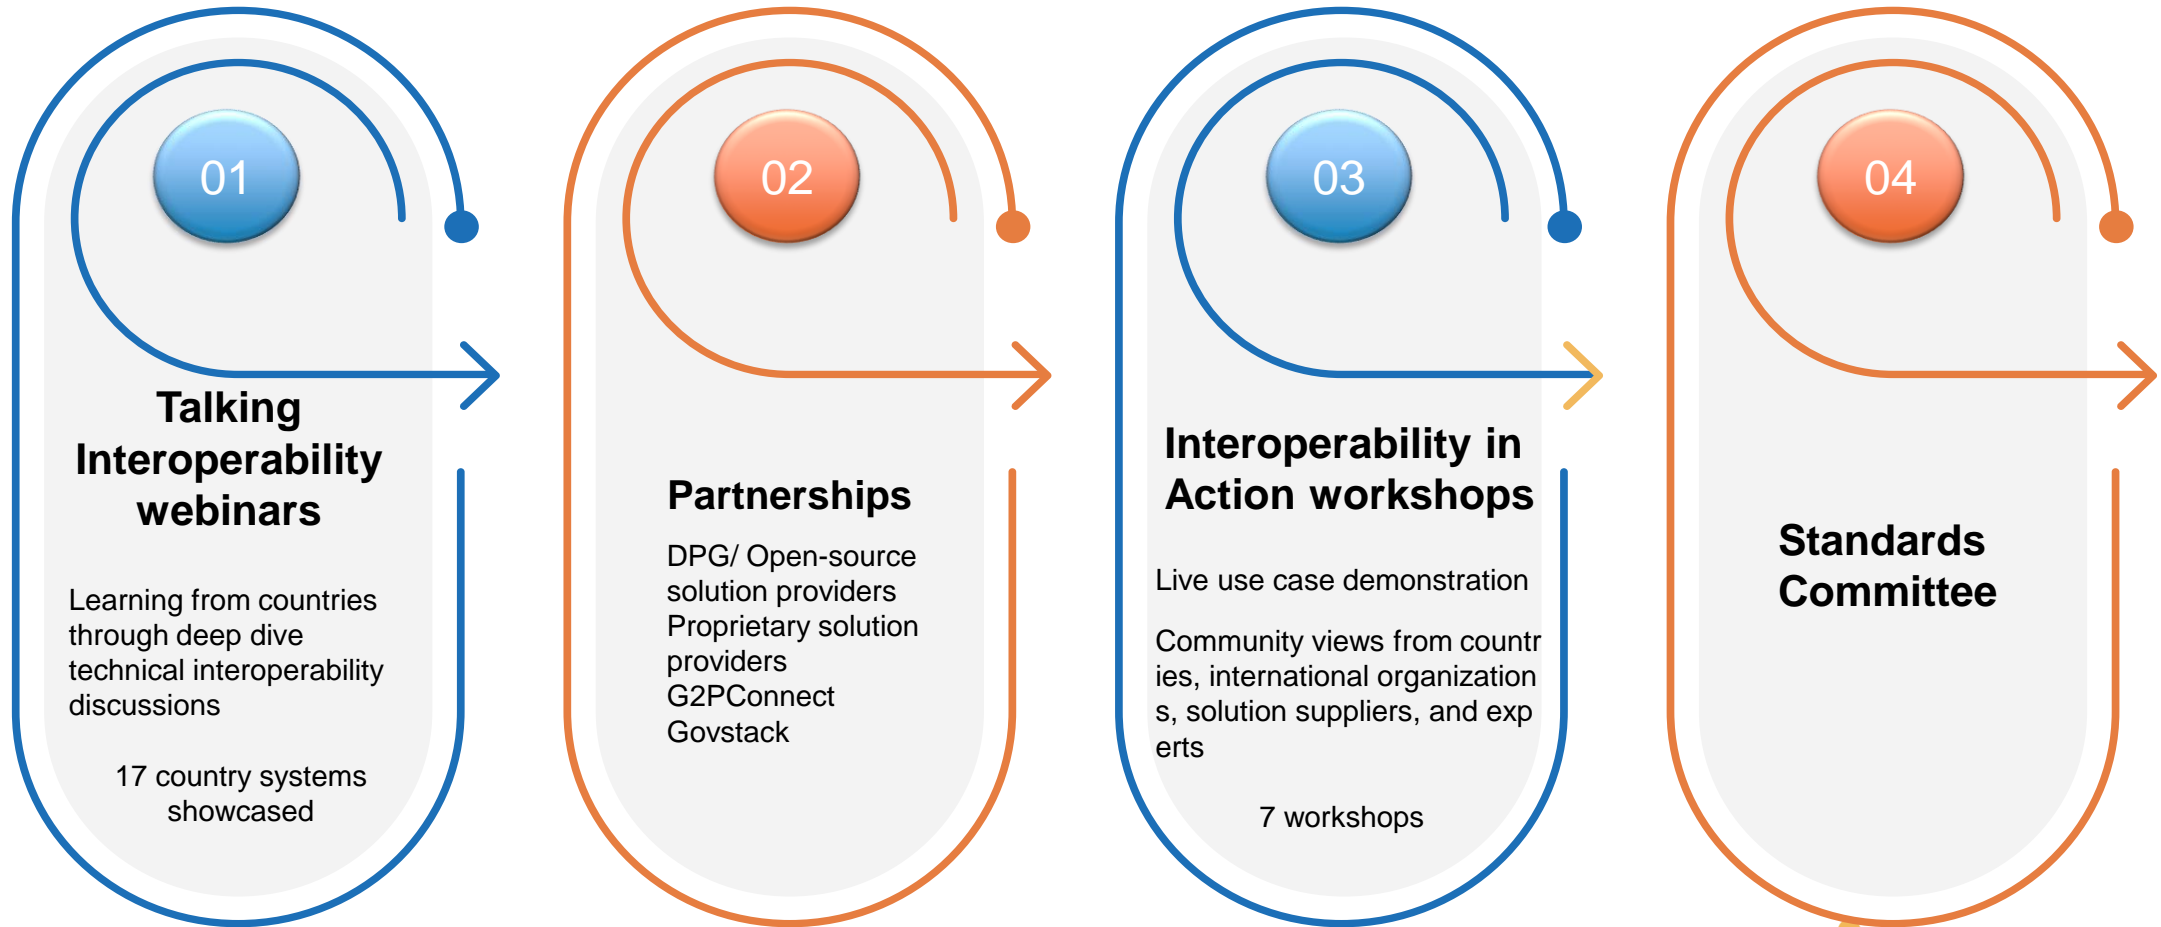 01
Talking
Interoperability
webinars
Learning from countries
through deep dive
technical interoperability
discussions
17 country systems
showcased
02
Partnerships
DPG/ Open-source
solution providers
Proprietary solution
providers
G2PConnect
Govstack
03
Interoperability in
Action workshops
Live use case demonstration
Community views from countr
ies, international organization
s, solution suppliers, and exp
erts
7 workshops
04
Standards
Committee